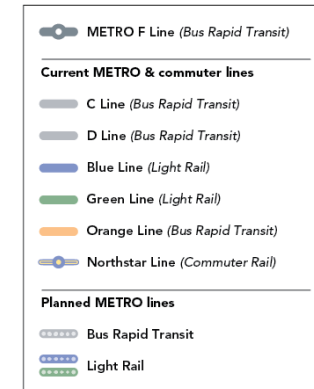 METRO F Line (Bus Rapid Transit)
Current METRO & commuter lines
C Line (Bus Rapid Transit)
D Line (Bus Rapid Transit)
Blue Line (Light Rail)
Green Line (Light Rail)
Orange Line (Bus Rapid Transit)
Northstar Line (Commuter Rail)
Planned METRO lines
Bus Rapid Transit
Light Rail